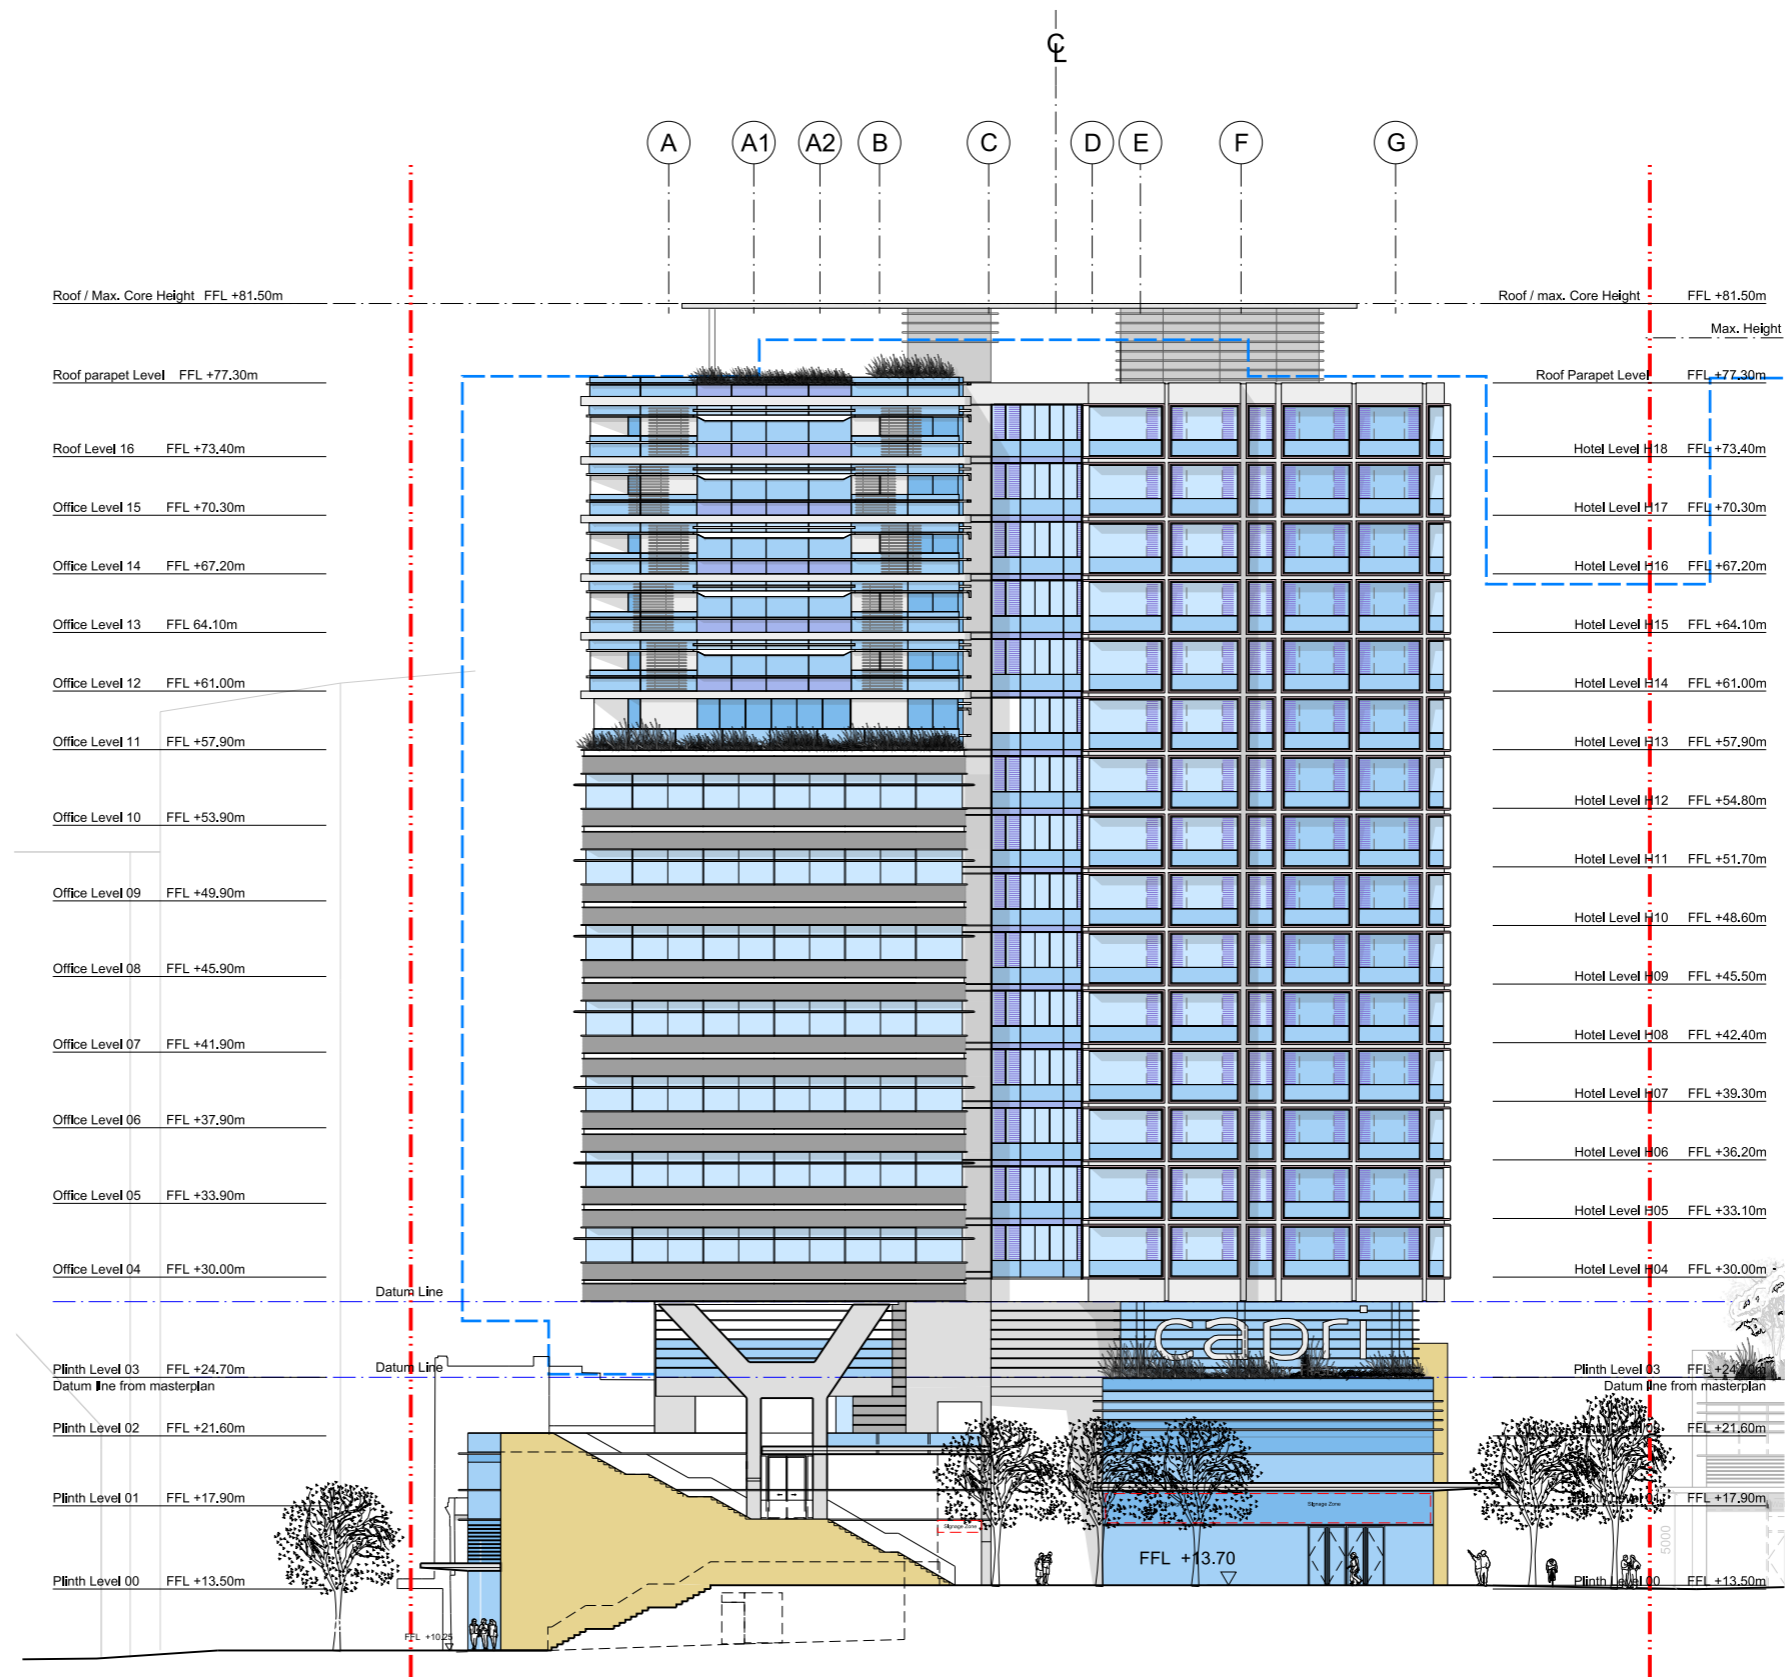 ℄
A A1 A2 B C D E F G
Roof / Max. Core Height FFL +81.50m
Roof parapet Level FFL +77.30m
Roof Level 16 FFL +73.40m
Office Level 15 FFL +70.30m
Office Level 14 FFL +67.20m
Office Level 13 FFL 64.10m
Office Level 12 FFL +61.00m
Office Level 11 FFL +57.90m
Office Level 10 FFL +53.90m
Office Level 09 FFL +49.90m
Office Level 08 FFL +45.90m
Office Level 07 FFL +41.90m
Office Level 06 FFL +37.90m
Office Level 05 FFL +33.90m
Office Level 04 FFL +30.00m
Datum Line
Plinth Level 03 FFL +24.70m
Datum Line
Datum line from masterplan
Plinth Level 02 FFL +21.60m
Plinth Level 01 FFL +17.90m
Plinth Level 00 FFL +13.50m
FFL +10.25
capri
Signage Zone
Signage Zone
FFL +13.70
Roof / max. Core Height FFL +81.50m
Max. Height
Roof Parapet Level FFL +77.30m
Hotel Level H18 FFL +73.40m
Hotel Level H17 FFL +70.30m
Hotel Level H16 FFL +67.20m
Hotel Level H15 FFL +64.10m
Hotel Level H14 FFL +61.00m
Hotel Level H13 FFL +57.90m
Hotel Level H12 FFL +54.80m
Hotel Level H11 FFL +51.70m
Hotel Level H10 FFL +48.60m
Hotel Level H09 FFL +45.50m
Hotel Level H08 FFL +42.40m
Hotel Level H07 FFL +39.30m
Hotel Level H06 FFL +36.20m
Hotel Level H05 FFL +33.10m
Hotel Level H04 FFL +30.00m
Plinth Level 03 FFL +24.70m
Datum line from masterplan
FFL +21.60m
FFL +17.90m
5000
Plinth Level 00 FFL +13.50m